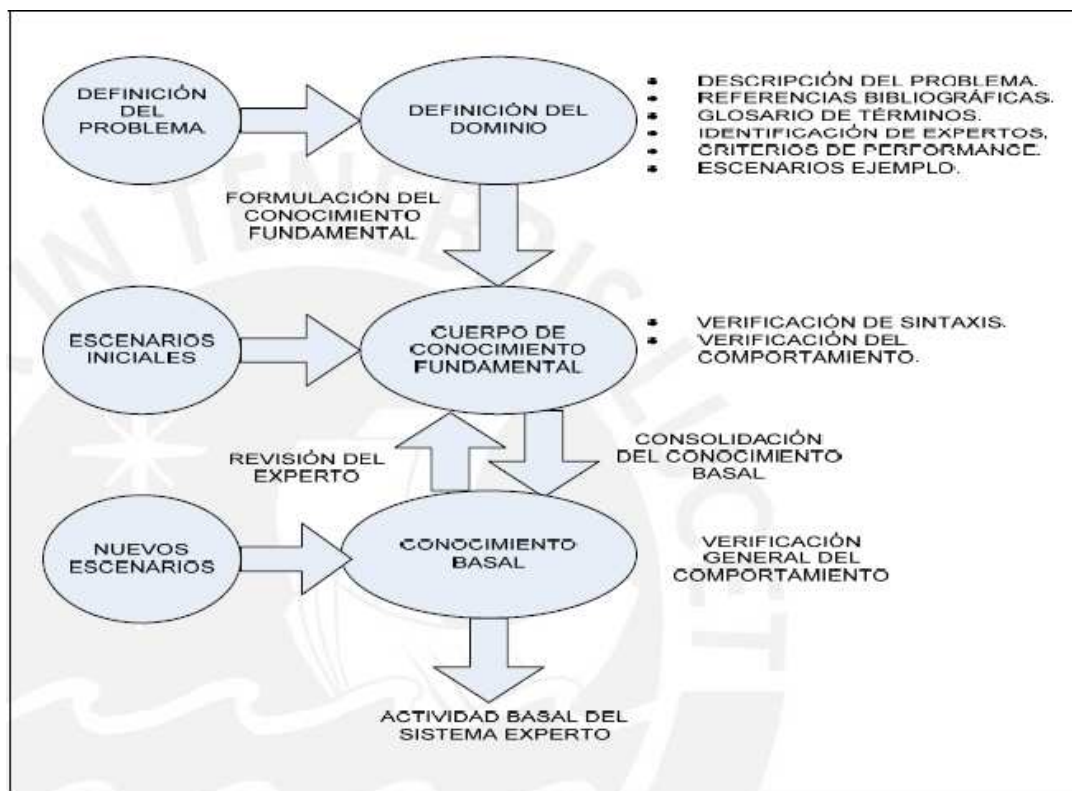 DEFINICIÓN
DEL
PROBLEMA
DEFINICIÓN DEL
DOMINIO
• DESCRIPCIÓN DEL PROBLEMA.
• REFERENCIAS BIBLIOGRÁFICAS.
• GLOSARIO DE TÉRMINOS.
• IDENTIFICACIÓN DE EXPERTOS.
• CRITERIOS DE PERFORMANCE.
• ESCENARIOS EJEMPLO.
FORMULACIÓN DEL
CONOCIMIENTO
FUNDAMENTAL
ESCENARIOS
INICIALES
CUERPO DE
CONOCIMIENTO
FUNDAMENTAL
• VERIFICACIÓN DE SINTAXIS.
• VERIFICACIÓN DEL
COMPORTAMIENTO.
REVISIÓN DEL
EXPERTO
CONSOLIDACIÓN
DEL CONOCIMIENTO
BASAL
NUEVOS
ESCENARIOS
CONOCIMIENTO
BASAL
VERIFICACIÓN
GENERAL DEL
COMPORTAMIENTO
ACTIVIDAD BASAL DEL
SISTEMA EXPERTO
IN TENEBRIS LUCET